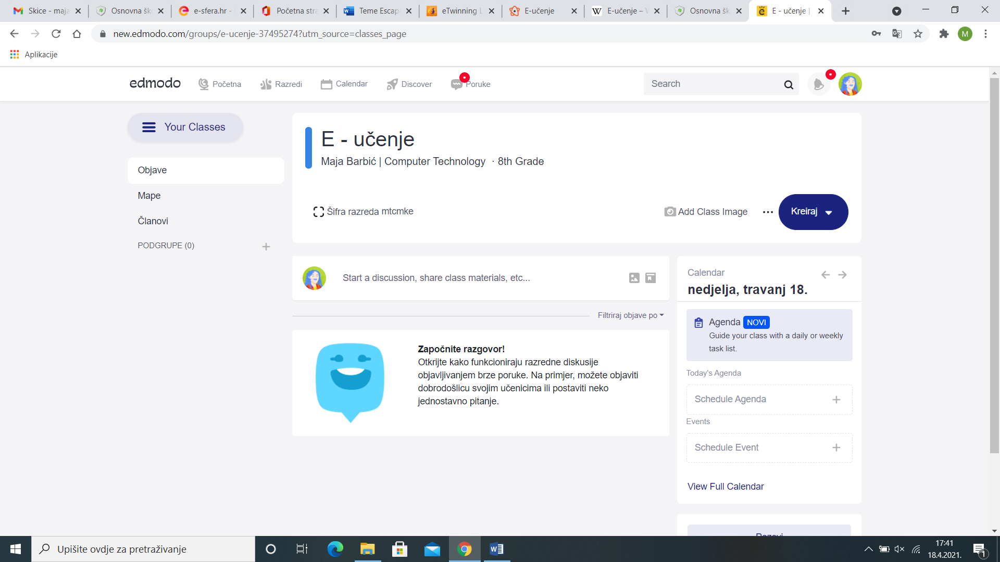 Skice - maja
Osnovna šk
e-sfera.hr -
Početna stra
Teme Escap
eTwinning L
E-učenje
E-učenje – W
Osnovna šk
E - učenje |
new.edmodo.com/groups/e-ucenje-37495274?utm_source=classes_page
M
Aplikacije
edmodo
Početna
Razredi
Calendar
Discover
Poruke
Search
Your Classes
E - učenje
Maja Barbić | Computer Technology · 8th Grade
Objave
Mape
Članovi
PODGRUPE (0)
Šifra razreda mtcmke
Add Class Image
Kreiraj
Start a discussion, share class materials, etc...
Filtriraj objave po
Započnite razgovor!
Otkrijte kako funkcioniraju razredne diskusije
objavljivanjem brze poruke. Na primjer, možete objaviti
dobrodošlicu svojim učenicima ili postaviti neko
jednostavno pitanje.
Calendar
nedjelja, travanj 18.
Agenda NOVI
Guide your class with a daily or weekly
task list.
Today's Agenda
Schedule Agenda
Events
Schedule Event
View Full Calendar
Upišite ovdje za pretraživanje
17:41
18.4.2021.
1